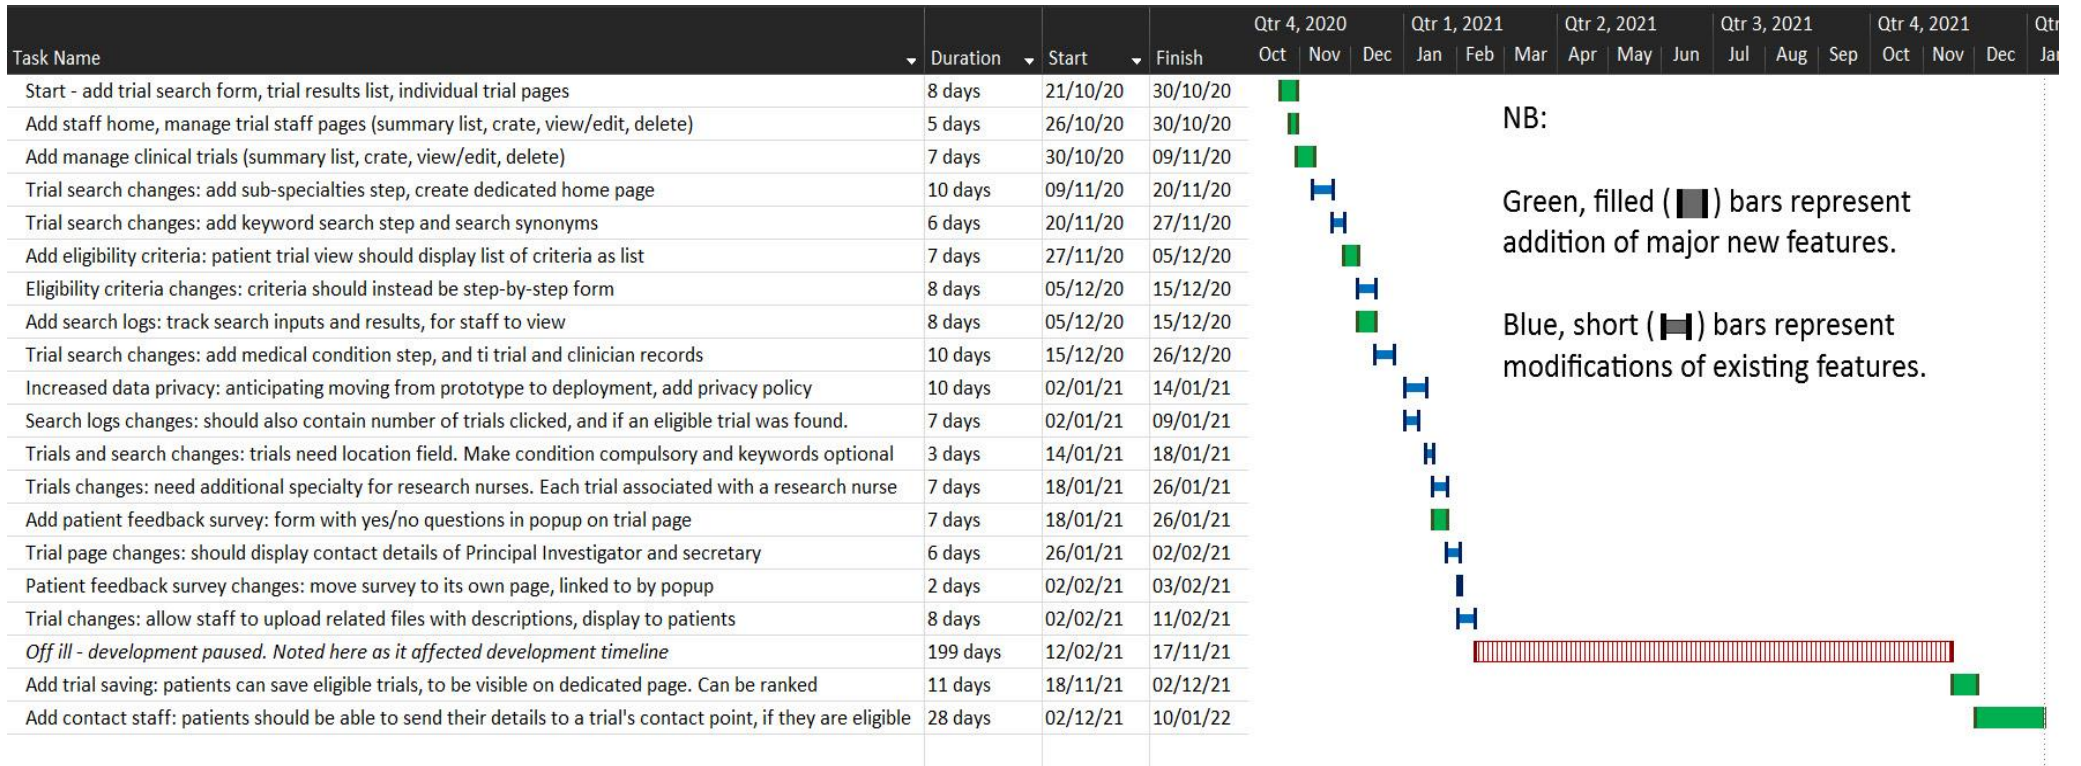 Qtr 4, 2020 Qtr 1, 2021 Qtr 2, 2021 Qtr 3, 2021 Qtr 4, 2021 Qtr
Task Name Duration Start Finish Oct Nov Dec Jan Feb Mar Apr May Jun Jul Aug Sep Oct Nov Dec Jan
Start - add trial search form, trial results list, individual trial pages 8 days 21/10/20 30/10/20
Add staff home, manage trial staff pages (summary list, crate, view/edit, delete) 5 days 26/10/20 30/10/20
Add manage clinical trials (summary list, crate, view/edit, delete) 7 days 30/10/20 09/11/20
Trial search changes: add sub-specialties step, create dedicated home page 10 days 09/11/20 20/11/20
Trial search changes: add keyword search step and search synonyms 6 days 20/11/20 27/11/20
Add eligibility criteria: patient trial view should display list of criteria as list 7 days 27/11/20 05/12/20
Eligibility criteria changes: criteria should instead be step-by-step form 8 days 05/12/20 15/12/20
Add search logs: track search inputs and results, for staff to view 8 days 05/12/20 15/12/20
Trial search changes: add medical condition step, and ti trial and clinician records 10 days 15/12/20 26/12/20
Increased data privacy: anticipating moving from prototype to deployment, add privacy policy 10 days 02/01/21 14/01/21
Search logs changes: should also contain number of trials clicked, and if an eligible trial was found. 7 days 02/01/21 09/01/21
Trials and search changes: trials need location field. Make condition compulsory and keywords optional 3 days 14/01/21 18/01/21
Trials changes: need additional specialty for research nurses. Each trial associated with a research nurse 7 days 18/01/21 26/01/21
Add patient feedback survey: form with yes/no questions in popup on trial page 7 days 18/01/21 26/01/21
Trial page changes: should display contact details of Principal Investigator and secretary 6 days 26/01/21 02/02/21
Patient feedback survey changes: move survey to its own page, linked to by popup 2 days 02/02/21 03/02/21
Trial changes: allow staff to upload related files with descriptions, display to patients 8 days 02/02/21 11/02/21
Off ill - development paused. Noted here as it affected development timeline 199 days 12/02/21 17/11/21
Add trial saving: patients can save eligible trials, to be visible on dedicated page. Can be ranked 11 days 18/11/21 02/12/21
Add contact staff: patients should be able to send their details to a trial's contact point, if they are eligible 28 days 02/12/21 10/01/22
NB:
Green, filled ( ) bars represent
addition of major new features.
Blue, short ( ) bars represent
modifications of existing features.